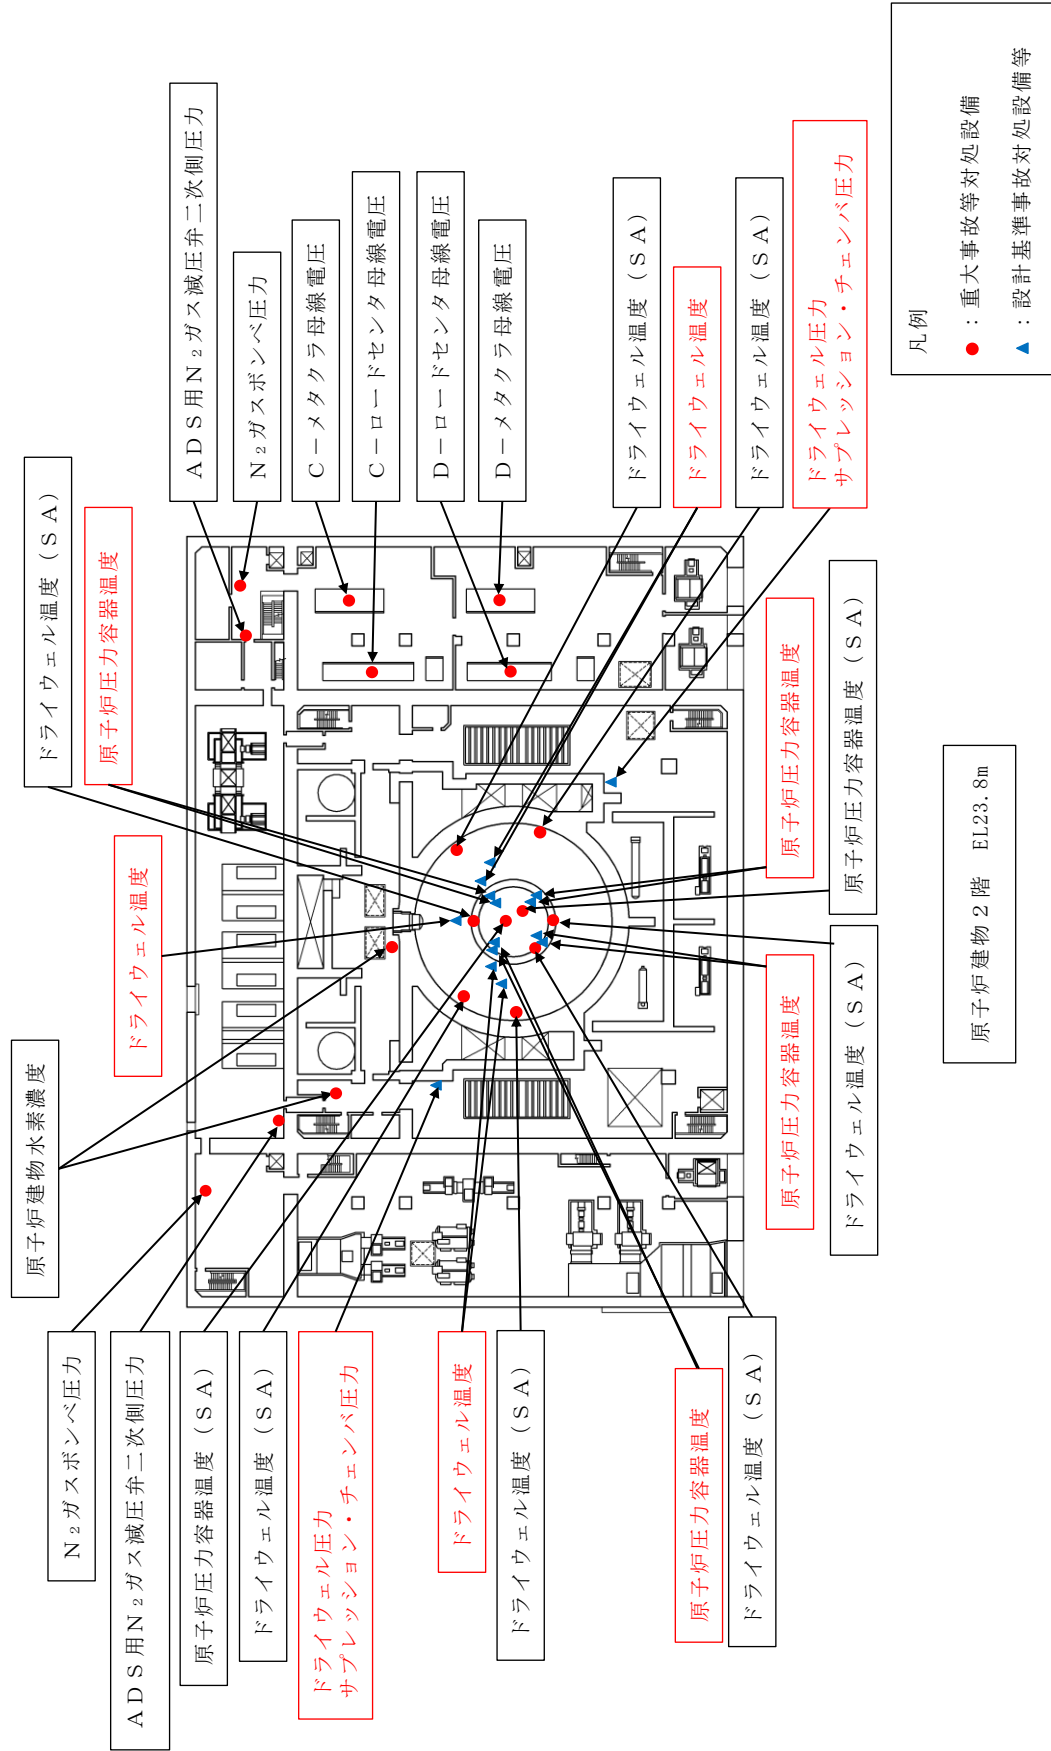 原子炉建物水素濃度
ドライウェル温度（ＳＡ）
Ｎ₂ガスボンベ圧力
原子炉圧力容器温度
ＡＤＳ用Ｎ₂ガス減圧弁二次側圧力
ドライウェル温度
ＡＤＳ用Ｎ₂ガス減圧弁二次側圧力
原子炉圧力容器温度（ＳＡ）
Ｎ₂ガスボンベ圧力
ドライウェル温度（ＳＡ）
Ｃ－メタクラ母線電圧
ドライウェル圧力
サプレッション・チェンバ圧力
Ｃ－ロードセンタ母線電圧
Ｄ－ロードセンタ母線電圧
ドライウェル温度
Ｄ－メタクラ母線電圧
ドライウェル温度（ＳＡ）
ドライウェル温度（ＳＡ）
原子炉圧力容器温度
ドライウェル温度
ドライウェル温度（ＳＡ）
ドライウェル温度（ＳＡ）
原子炉圧力容器温度
原子炉圧力容器温度
ドライウェル圧力
サプレッション・チェンバ圧力
ドライウェル温度（ＳＡ）
原子炉圧力容器温度（ＳＡ）
凡例
●：重大事故等対処設備
▲：設計基準事故対処設備等
原子炉建物２階　EL23.8m